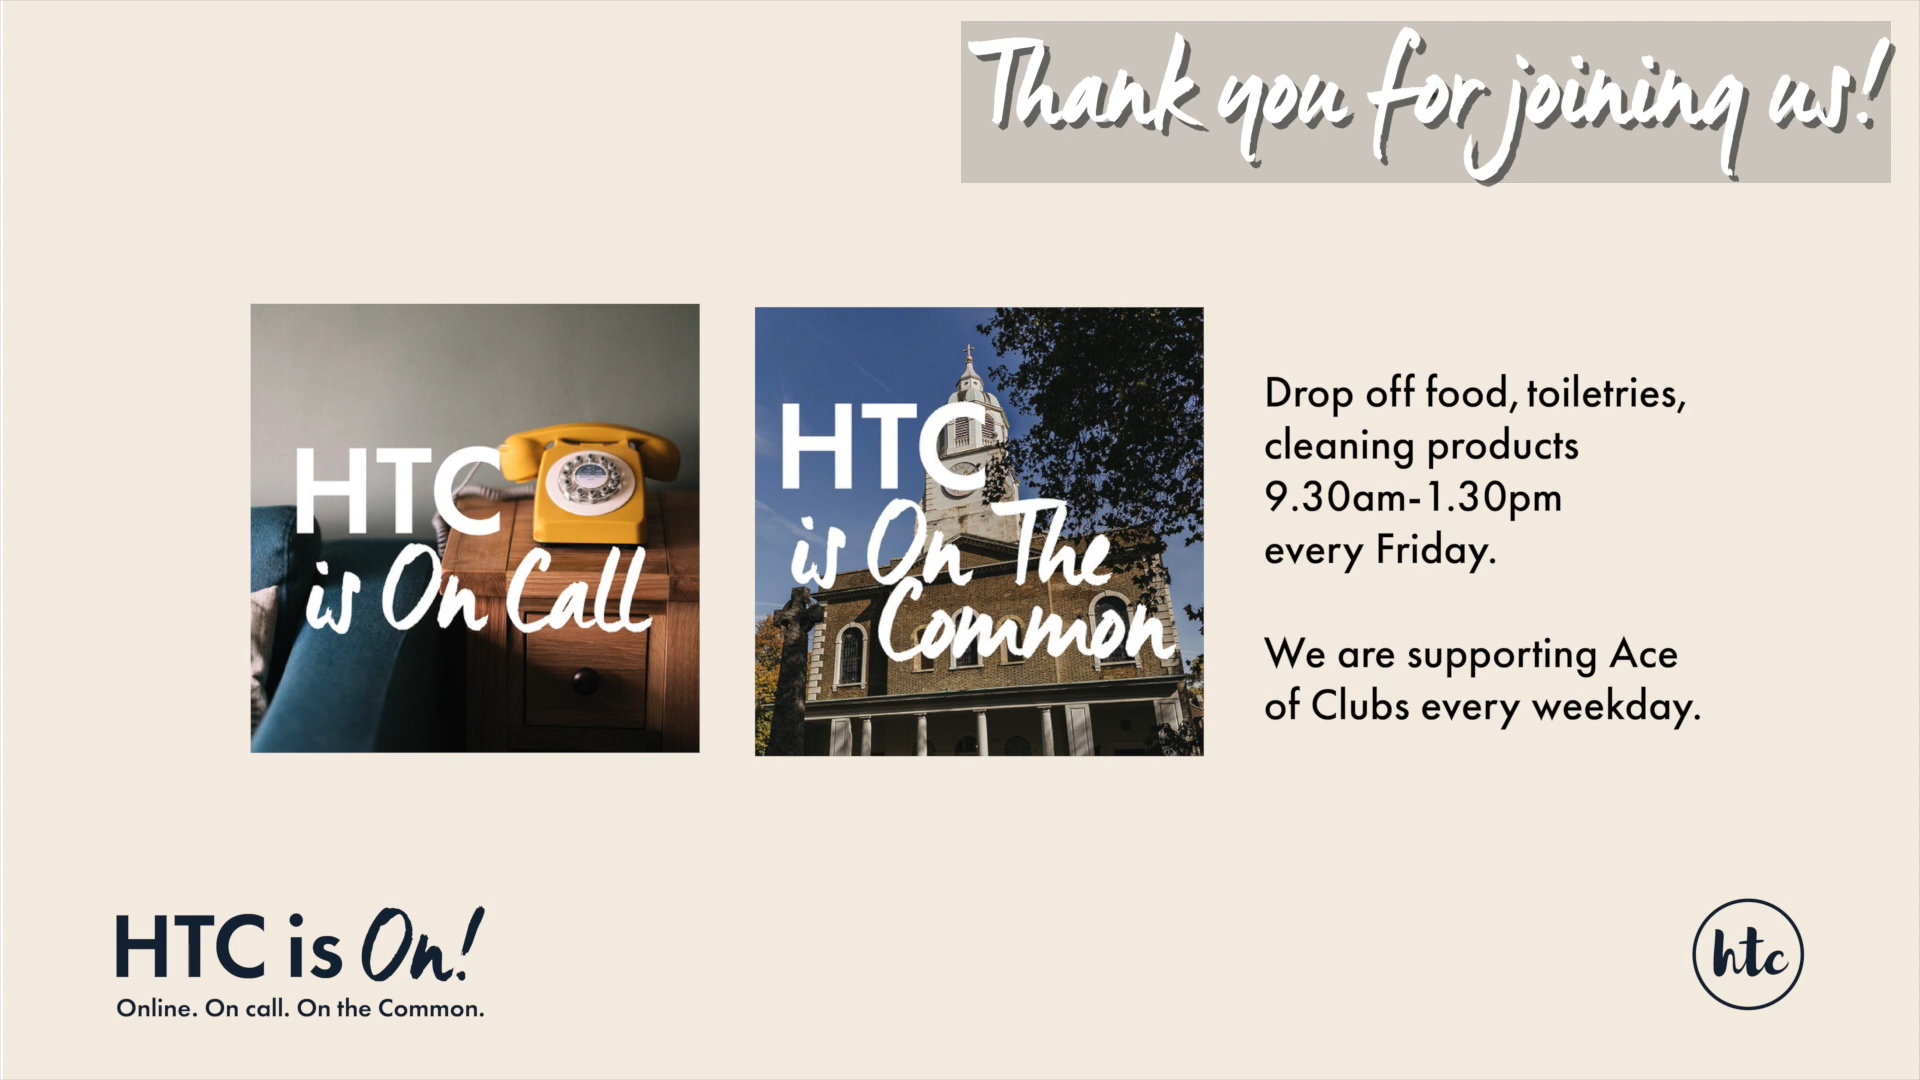 Thank you for joining us!
HTC
is On Call
HTC
is On The
Common
Drop off food, toiletries,
cleaning products
9.30am-1.30pm
every Friday.
We are supporting Ace
of Clubs every weekday.
HTC is On!
Online. On call. On the Common.
htc